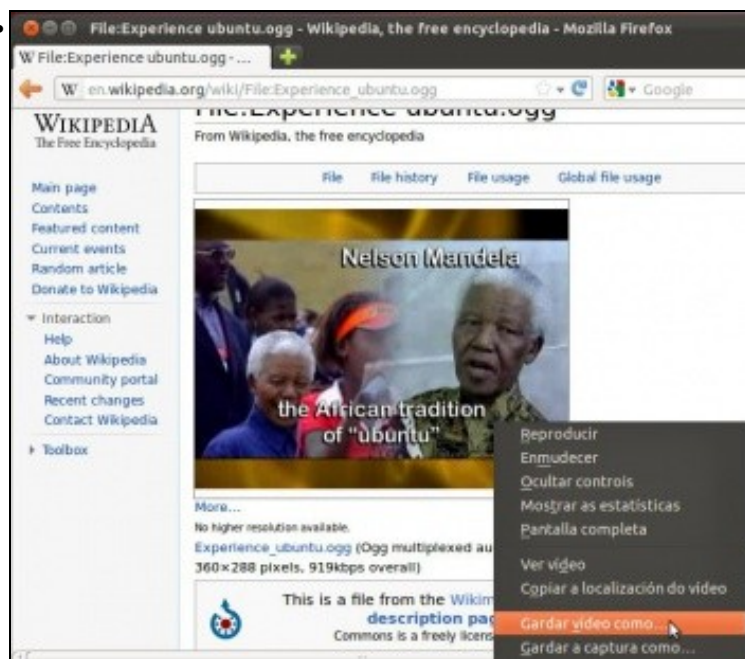 File:Experience ubuntu.ogg - Wikipedia, the free encyclopedia - Mozilla Firefox
W File:Experience ubuntu.ogg - ...
W en.wikipedia.org/wiki/File:Experience_ubuntu.ogg
Google
File:Experience ubuntu.ogg
WIKIPEDIA
The Free Encyclopedia
From Wikipedia, the free encyclopedia
File File history File usage Global file usage
Main page
Contents
Featured content
Current events
Random article
Donate to Wikipedia
Interaction
Help
About Wikipedia
Community portal
Recent changes
Contact Wikipedia
Toolbox
Nelson Mandela
the African tradition
of "ubuntu"
More...
No higher resolution available.
Experience_ubuntu.ogg (Ogg multiplexed au
360×288 pixels, 919kbps overall)
This is a file from the Wikim
description pag
Commons is a freely licens
Reproducir
Enmudecer
Ocultar controis
Mostrar as estatísticas
Pantalla completa
Ver vídeo
Copiar a localización do vídeo
Gardar vídeo como...
Gardar a captura como...